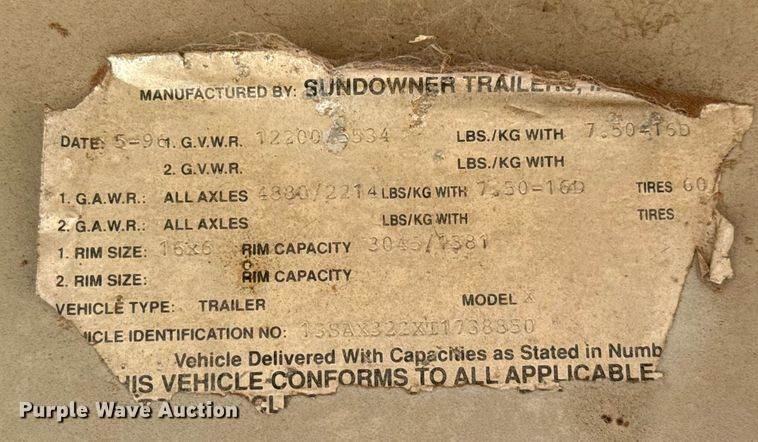 MANUFACTURED BY: SUNDOWNER TRAILERS,
DATE: 5-96 1. G.V.W.R. 12200/5534 LBS./KG WITH 7.50-16D
2. G.V.W.R. LBS./KG WITH
1. G.A.W.R.: ALL AXLES 4880/2214 LBS/KG WITH 7.50-16D TIRES 60
2. G.A.W.R.: ALL AXLES LBS/KG WITH TIRES
1. RIM SIZE: 16X6 RIM CAPACITY 3045/1381
2. RIM SIZE: RIM CAPACITY
VEHICLE TYPE: TRAILER MODEL X
ICLE IDENTIFICATION NO:
Vehicle Delivered With Capacities as Stated in Numb
HIS VEHICLE CONFORMS TO ALL APPLICABLE
Purple Wave Auction